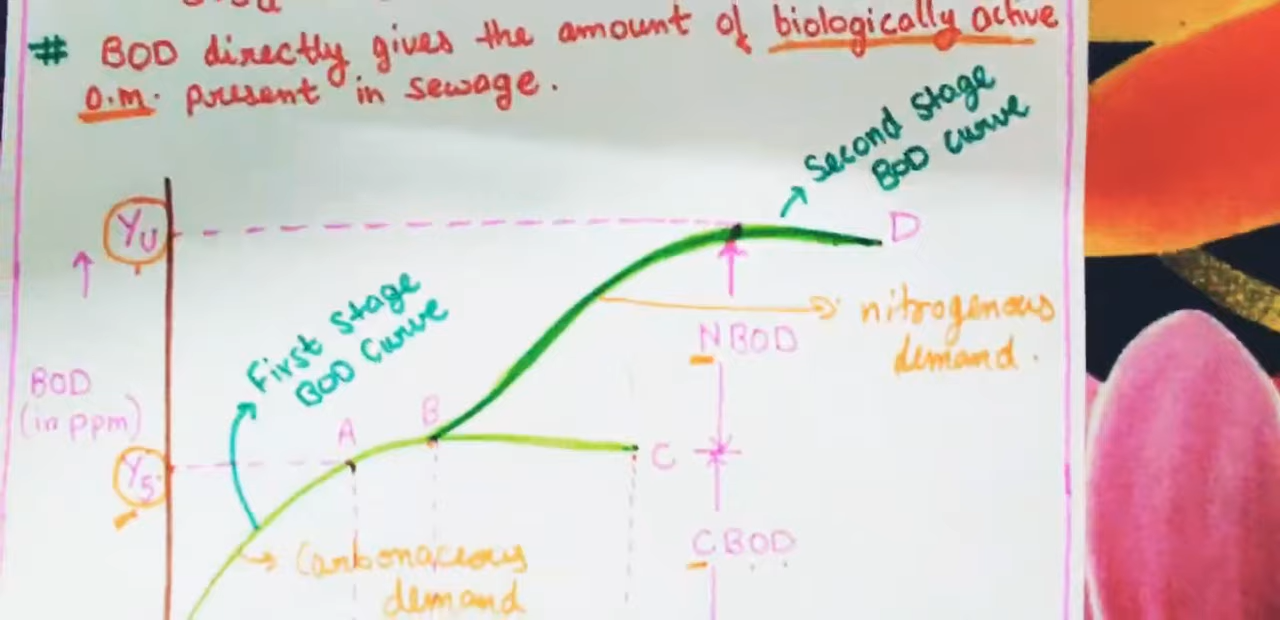 # BOD directly gives the amount of biologically active
O.M. present in sewage.
Second Stage
BOD Curve
YU
D
First Stage
BOD Curve
nitrogenous
demand.
NBOD
BOD
(in ppm)
A
B
C
Y5
CBOD
Carbonaceous
demand